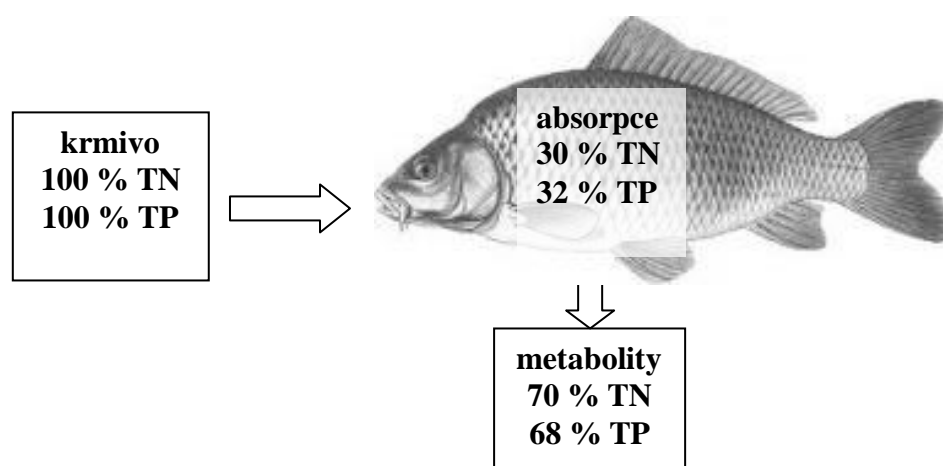 krmivo
100 % TN
100 % TP
absorpce
30 % TN
32 % TP
metabolity
70 % TN
68 % TP